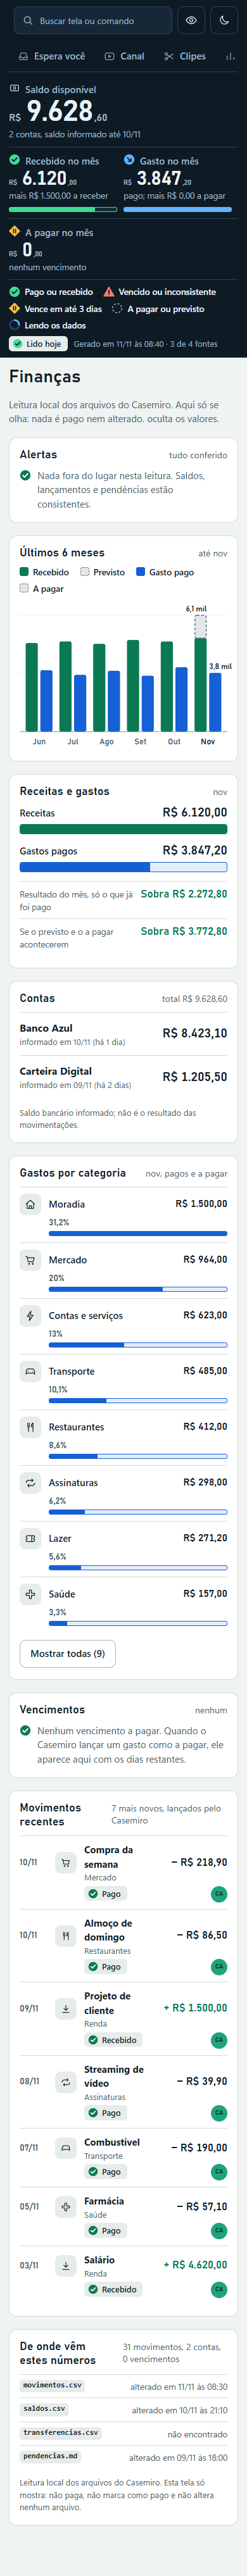 Buscar tela ou comando
Espera você
Canal
Clipes
Saldo disponível
R$ 9.628,60
2 contas, saldo informado até 10/11
Recebido no mês
R$ 6.120,00
mais R$ 1.500,00 a receber
Gasto no mês
R$ 3.847,20
pago; mais R$ 0,00 a pagar
A pagar no mês
R$ 0,00
nenhum vencimento
Pago ou recebido
Vencido ou inconsistente
Vence em até 3 dias
A pagar ou previsto
Lendo os dados
Lido hoje
Gerado em 11/11 às 08:40 · 3 de 4 fontes
Finanças
Leitura local dos arquivos do Casemiro. Aqui só se
olha: nada é pago nem alterado. oculta os valores.
Alertas
tudo conferido
Nada fora do lugar nesta leitura. Saldos,
lançamentos e pendências estão
consistentes.
Últimos 6 meses
até nov
Recebido
Previsto
Gasto pago
A pagar
6,1 mil
3,8 mil
Jun
Jul
Ago
Set
Out
Nov
Receitas e gastos
nov
Receitas
R$ 6.120,00
Gastos pagos
R$ 3.847,20
Resultado do mês, só o que já
foi pago
Sobra R$ 2.272,80
Se o previsto e o a pagar
acontecerem
Sobra R$ 3.772,80
Contas
total R$ 9.628,60
Banco Azul
informado em 10/11 (há 1 dia)
R$ 8.423,10
Carteira Digital
informado em 09/11 (há 2 dias)
R$ 1.205,50
Saldo bancário informado; não é o resultado das
movimentações.
Gastos por categoria
nov, pagos e a pagar
Moradia
R$ 1.500,00
31,2%
Mercado
R$ 964,00
20%
Contas e serviços
R$ 623,00
13%
Transporte
R$ 485,00
10,1%
Restaurantes
R$ 412,00
8,6%
Assinaturas
R$ 298,00
6,2%
Lazer
R$ 271,20
5,6%
Saúde
R$ 157,00
3,3%
Mostrar todas (9)
Vencimentos
nenhum
Nenhum vencimento a pagar. Quando o
Casemiro lançar um gasto como a pagar, ele
aparece aqui com os dias restantes.
Movimentos
recentes
7 mais novos, lançados pelo
Casemiro
10/11
Compra da
semana
Mercado
Pago
− R$ 218,90
CA
10/11
Almoço de
domingo
Restaurantes
Pago
− R$ 86,50
CA
09/11
Projeto de
cliente
Renda
Recebido
+ R$ 1.500,00
CA
08/11
Streaming de
vídeo
Assinaturas
Pago
− R$ 39,90
CA
07/11
Combustível
Transporte
Pago
− R$ 190,00
CA
05/11
Farmácia
Saúde
Pago
− R$ 57,10
CA
03/11
Salário
Renda
Recebido
+ R$ 4.620,00
CA
De onde vêm
estes números
31 movimentos, 2 contas,
0 vencimentos
movimentos.csv
alterado em 11/11 às 08:30
saldos.csv
alterado em 10/11 às 21:10
transferencias.csv
não encontrado
pendencias.md
alterado em 09/11 às 18:00
Leitura local dos arquivos do Casemiro. Esta tela só
mostra: não paga, não marca como pago e não altera
nenhum arquivo.